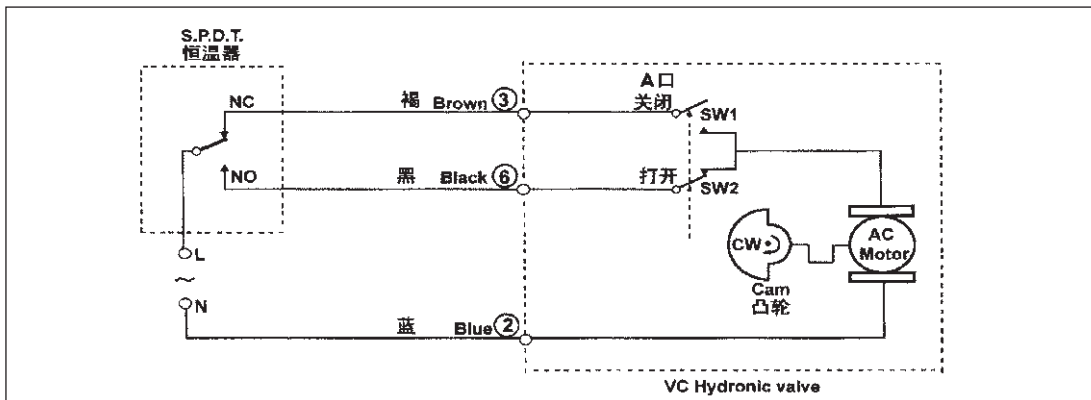 S.P.D.T.
恒温器
NC
NO
L
~
N
褐 Brown ③
黑 Black ⑥
蓝 Blue ②
A口
关闭
SW1
打开
SW2
CW
Cam
凸轮
AC
Motor
VC Hydronic valve